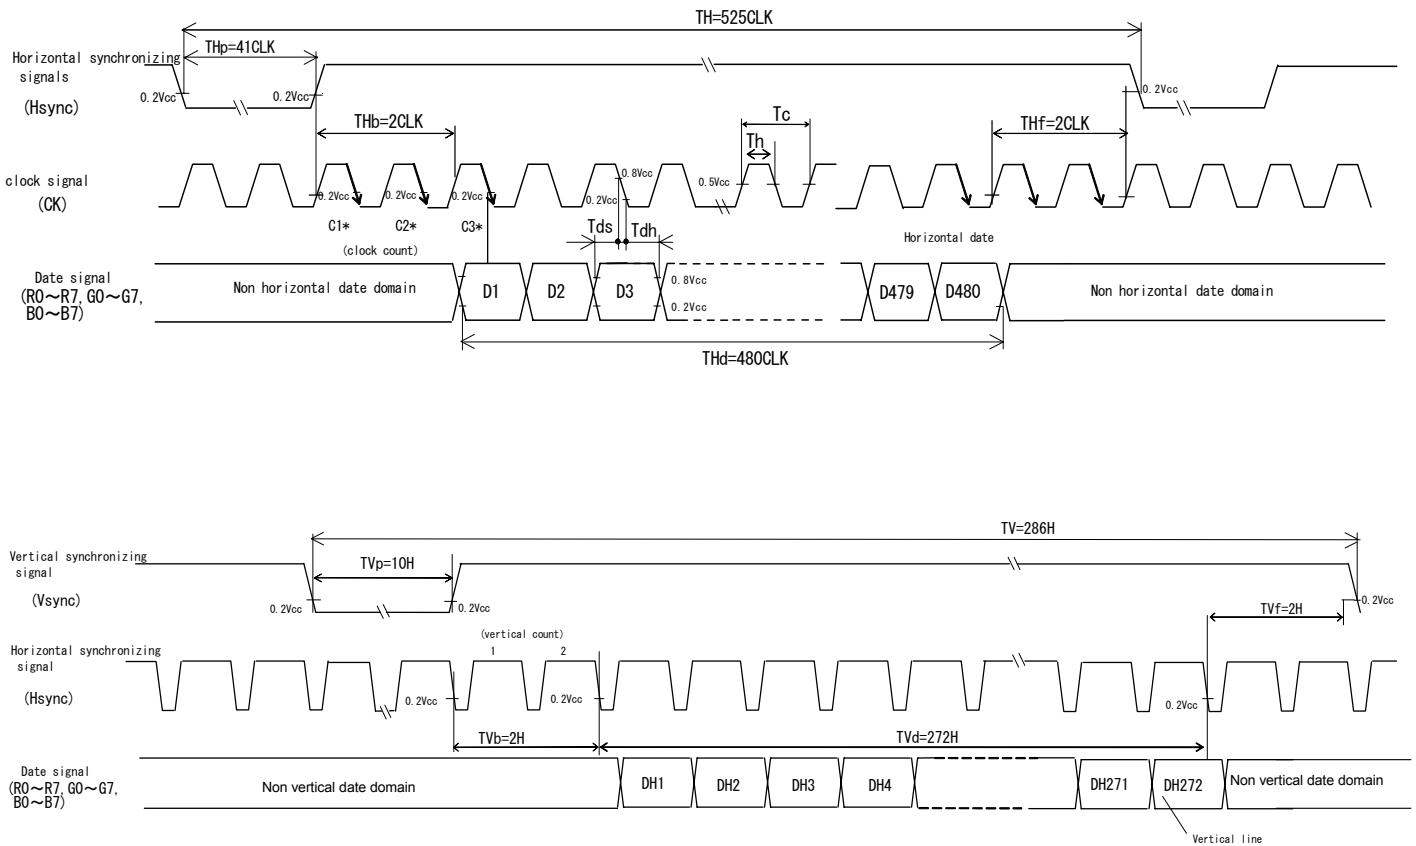 TH=525CLK
THp=41CLK
Horizontal synchronizing
signals
(Hsync)
0.2Vcc
0.2Vcc
0.2Vcc
THb=2CLK
Tc
Th
THf=2CLK
clock signal
(CK)
0.2Vcc
0.2Vcc
0.2Vcc
0.8Vcc
0.2Vcc
0.5Vcc
C1*
C2*
C3*
(clock count)
Tds
Tdh
Horizontal date
Date signal
(R0～R7,G0～G7,
B0～B7)
Non horizontal date domain
D1
D2
D3
0.8Vcc
0.2Vcc
D479
D480
Non horizontal date domain
THd=480CLK
TV=286H
Vertical synchronizing
signal
(Vsync)
TVp=10H
0.2Vcc
0.2Vcc
0.2Vcc
TVf=2H
Horizontal synchronizing
signal
(Hsync)
(vertical count)
1
2
0.2Vcc
0.2Vcc
0.2Vcc
TVb=2H
TVd=272H
Date signal
(R0～R7,G0～G7,
B0～B7)
Non vertical date domain
DH1
DH2
DH3
DH4
DH271
DH272
Non vertical date domain
Vertical line